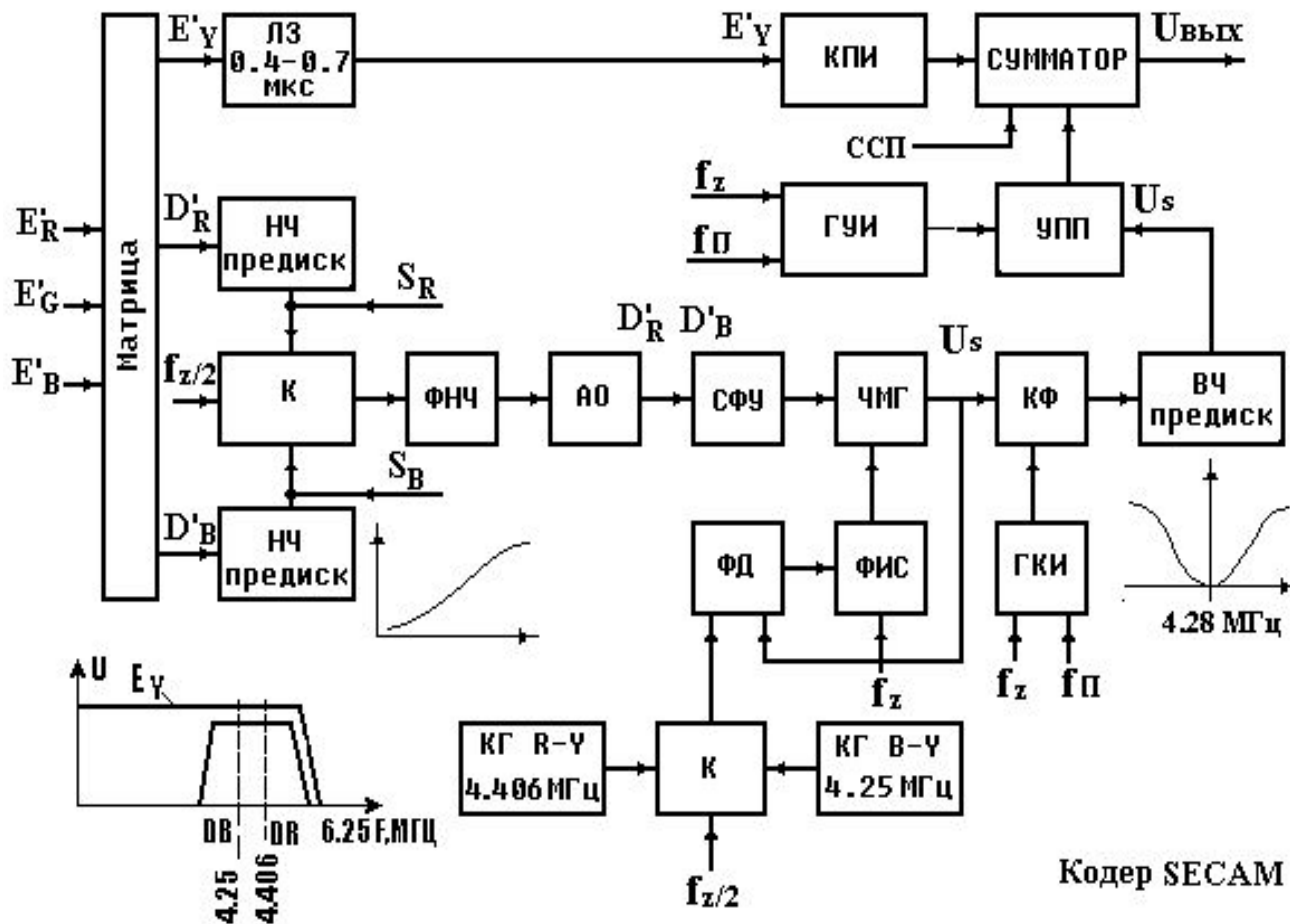 E'Y
ЛЗ
0.4-0.7
мкс
E'Y
КПИ
СУММАТОР
Uвых
ССП
Матрица
E'R
E'G
E'B
D'R
НЧ
предиск
SR
fz
fп
ГУИ
УПП
Us
fz/2
К
ФНЧ
АО
D'R D'B
СФУ
ЧМГ
Us
КФ
ВЧ
предиск
SB
D'B
НЧ
предиск
ФД
ФИС
ГКИ
4.28 МГц
fz
fz
fп
U
EY
DB
DR
6.25 F,МГЦ
4.25
4.406
КГ R-Y
4.406 МГц
К
КГ B-Y
4.25 МГц
fz/2
Кодер SECAM